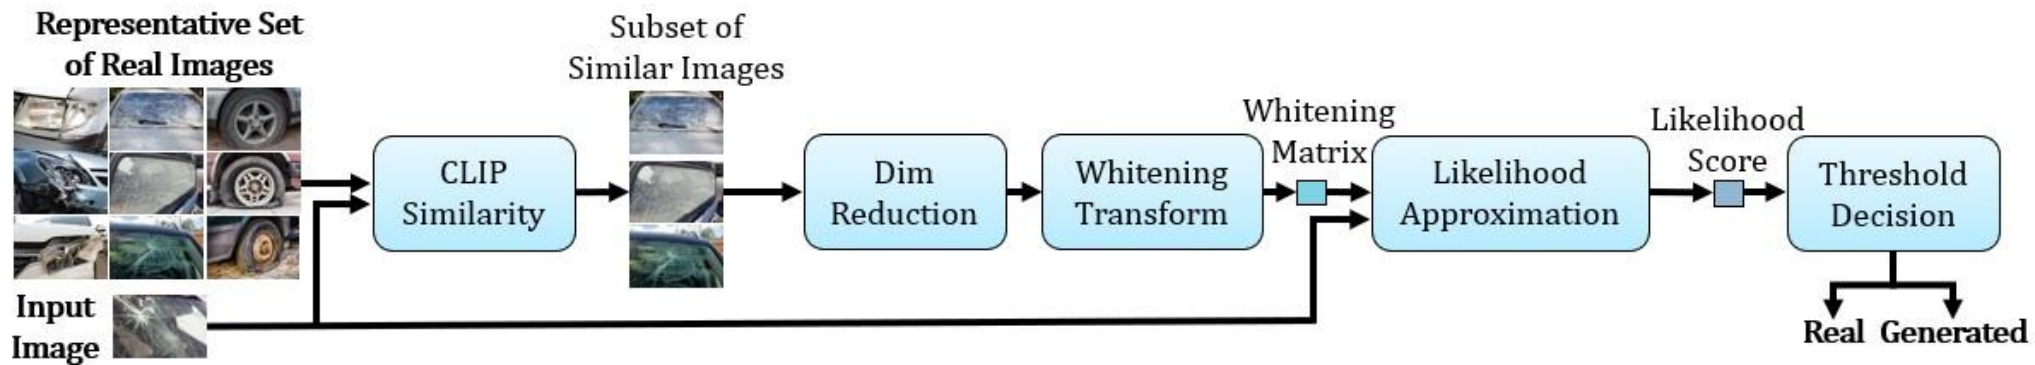 Representative Set
of Real Images
Input
Image
CLIP
Similarity
Subset of
Similar Images
Dim
Reduction
Whitening
Transform
Whitening
Matrix
Likelihood
Approximation
Likelihood
Score
Threshold
Decision
Real Generated